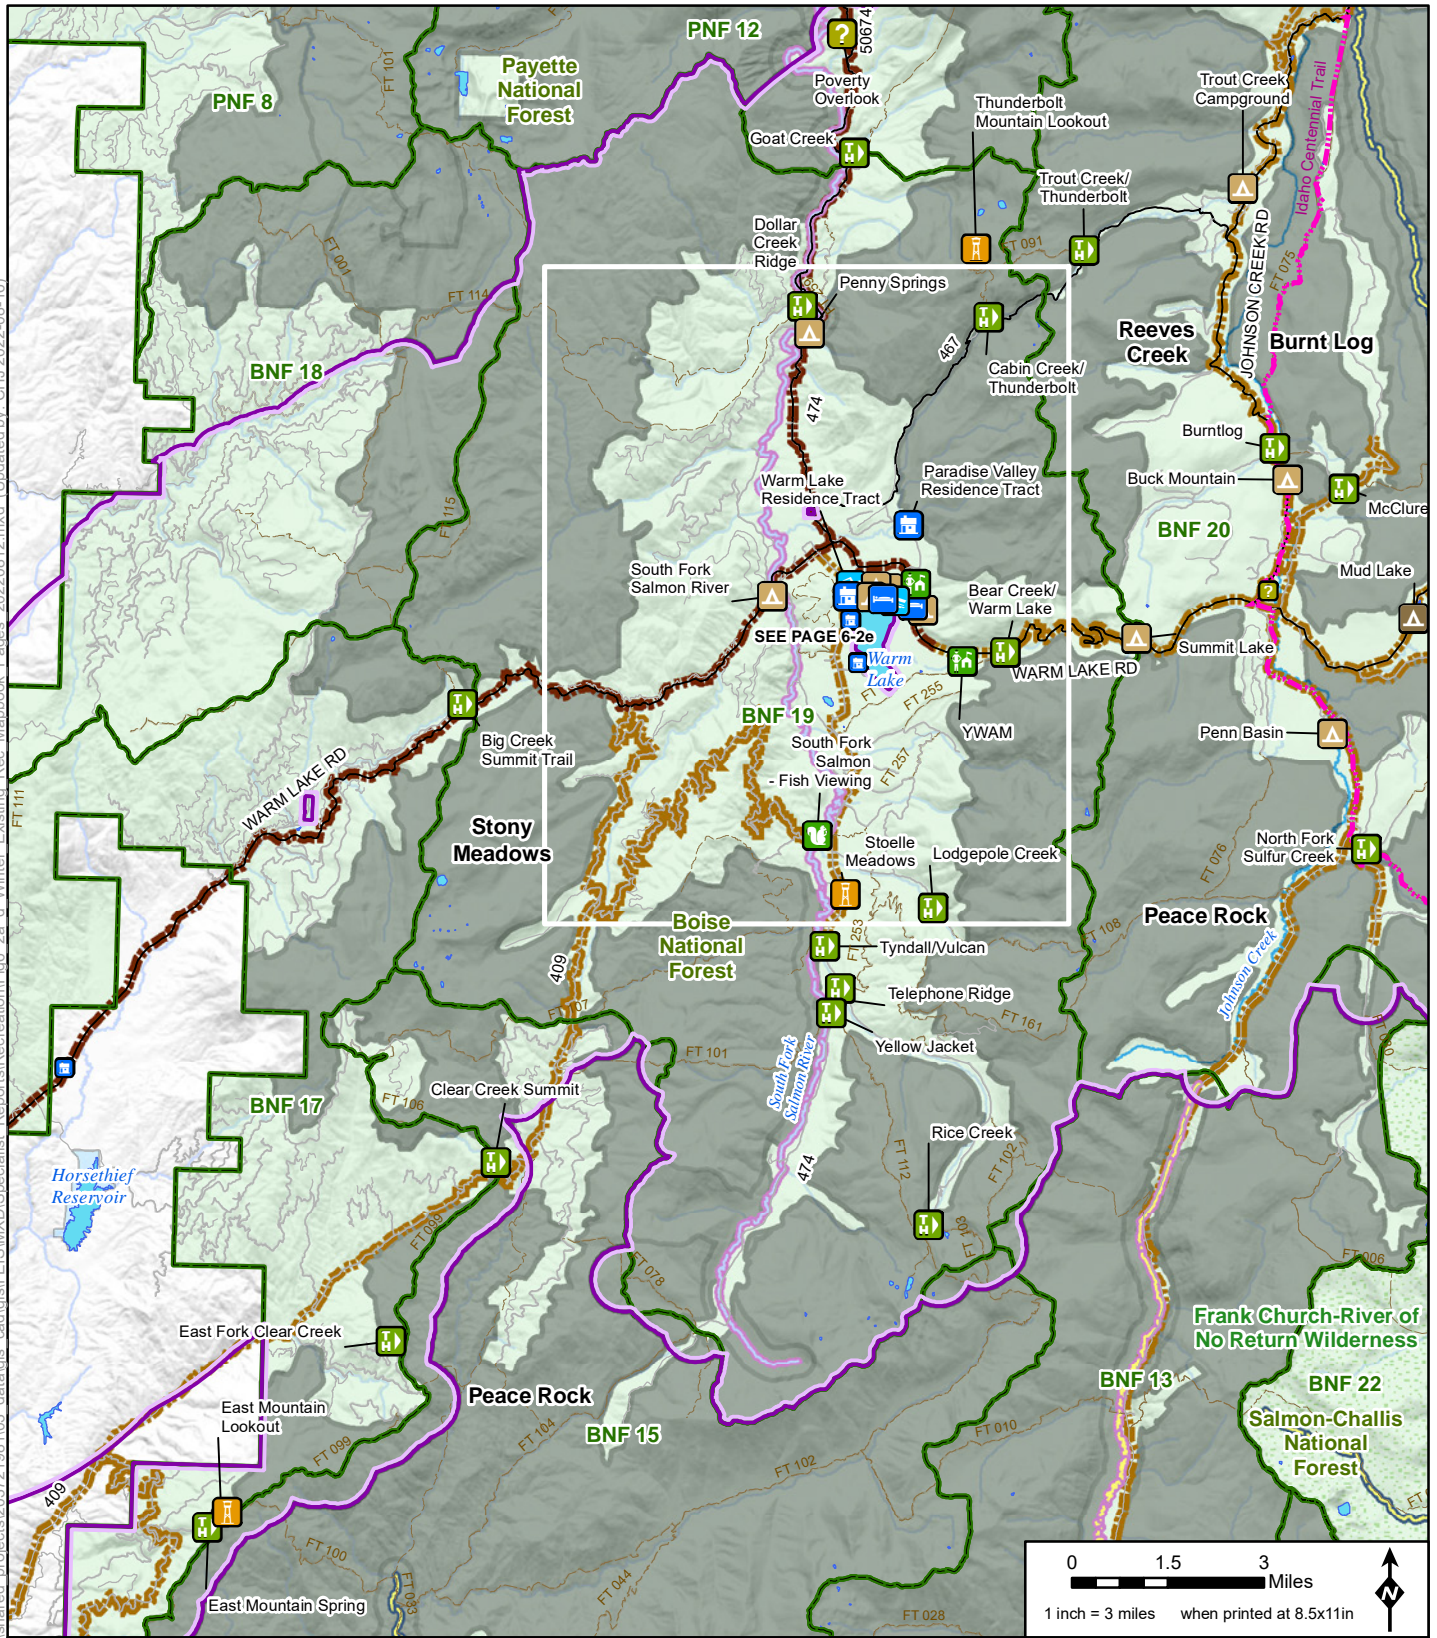 PNF 12
50674
Poverty
Overlook
Payette
National
Forest
PNF 8
FT 101
Goat Creek
Thunderbolt
Mountain Lookout
Trout Creek
Campground
Idaho Centennial Trail
Trout Creek/
Thunderbolt
JOHNSON CREEK RD
FT 075
FT 091
Dollar
Creek
Ridge
Penny Springs
FT 001
FT 114
467
Cabin Creek/
Thunderbolt
Reeves
Creek
Burnt Log
BNF 18
474
Burntlog
Buck Mountain
McClure
Warm Lake
Residence Tract
Paradise Valley
Residence Tract
BNF 20
FT 115
South Fork
Salmon River
Bear Creek/
Warm Lake
Mud Lake
SEE PAGE 6-2e
Warm
Lake
Summit Lake
WARM LAKE RD
FT 255
BNF 19
YWAM
Penn Basin
Big Creek
Summit Trail
South Fork
Salmon
- Fish Viewing
FT 257
WARM LAKE RD
FT 111
Stony
Meadows
Stoelle
Meadows
Lodgepole Creek
North Fork
Sulfur Creek
FT 076
Peace Rock
Boise
National
Forest
FT 253
FT 108
Tyndall/Vulcan
409
Johnson Creek
Telephone Ridge
FT 161
Yellow Jacket
FT 101
South Fork
Salmon River
Clear Creek Summit
BNF 17
FT 106
Rice Creek
FT 112
FT 102
FT 103
474
Horsethief
Reservoir
FT 099
FT 078
FT 006
Frank Church-River of
No Return Wilderness
East Fork Clear Creek
BNF 13
BNF 22
Peace Rock
East Mountain
Lookout
BNF 15
FT 104
FT 010
Salmon-Challis
National
Forest
FT 099
FT 102
409
FT 100
FT 044
FT 093
East Mountain Spring
FT 028
0 1.5 3
Miles
1 inch = 3 miles when printed at 8.5x11in
N